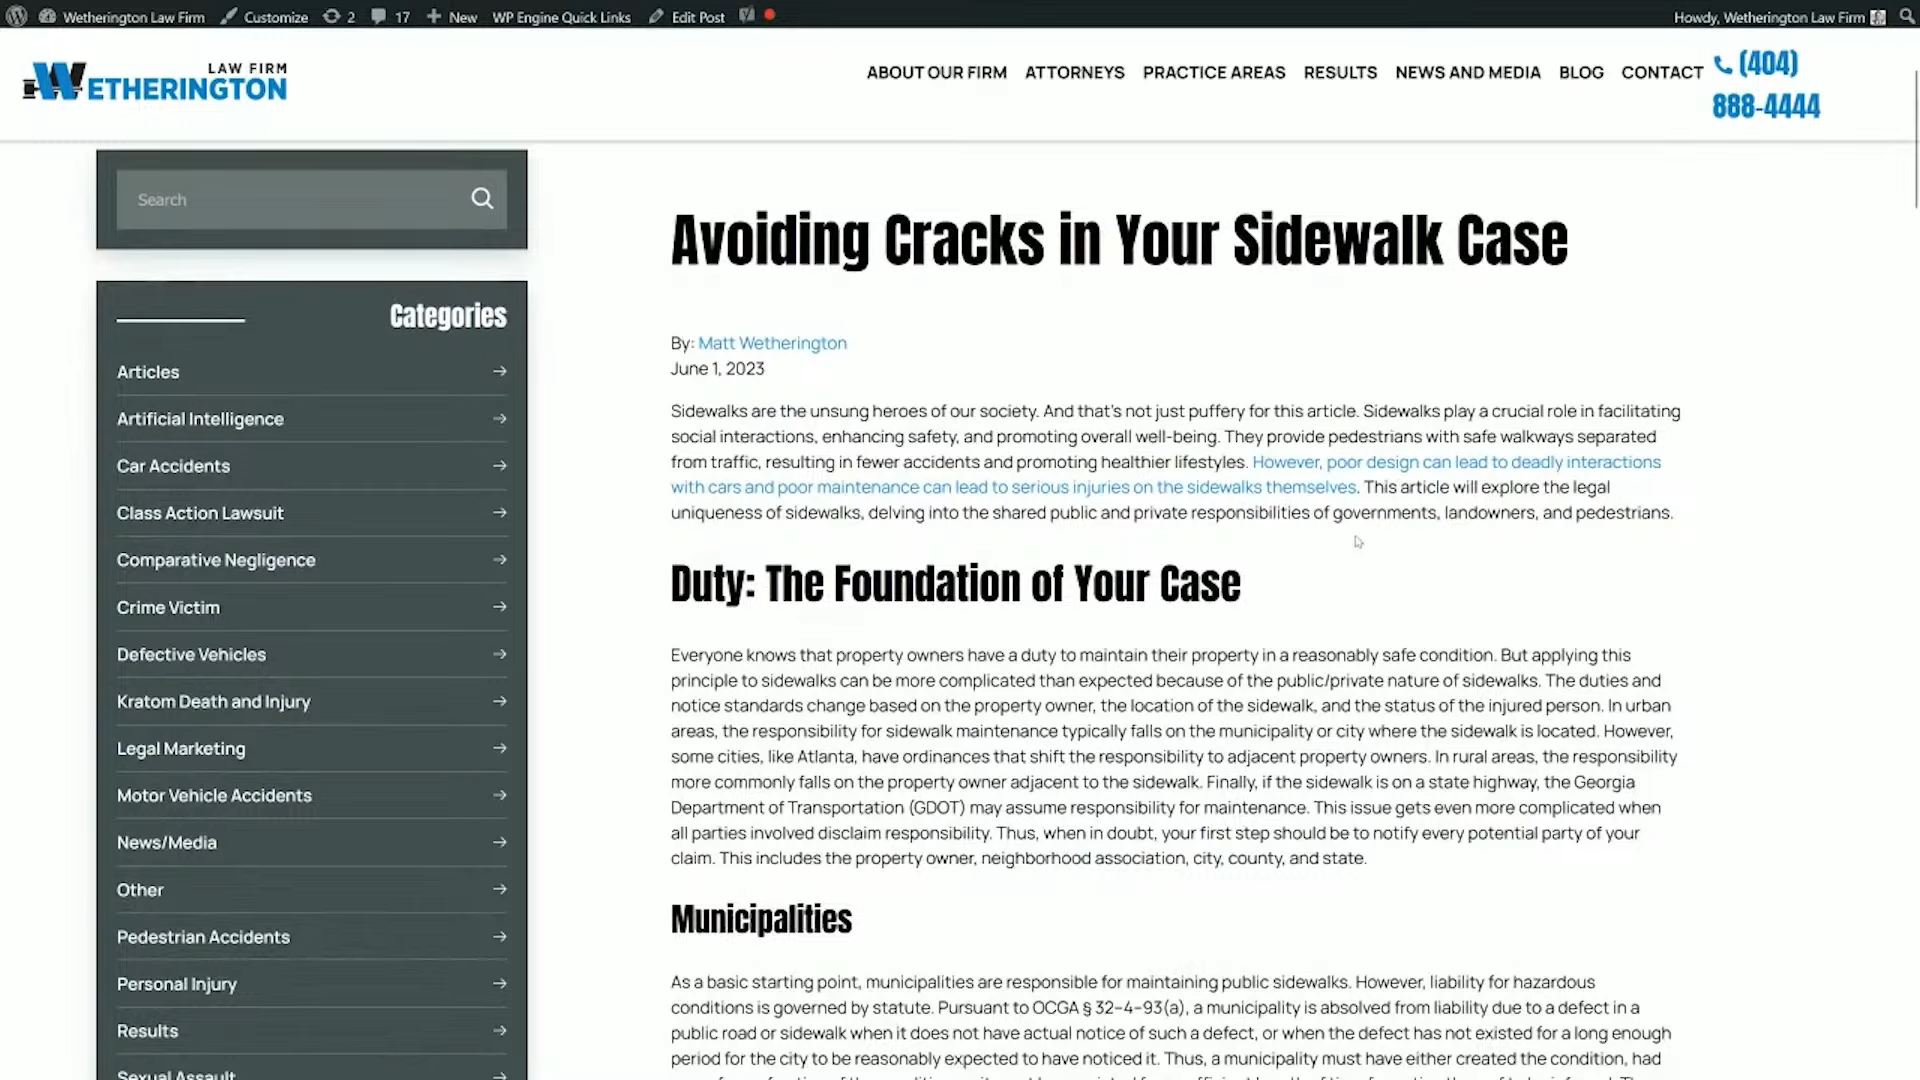 Wetherington Law Firm Customize 2 17 New WP Engine Quick Links Edit Post Howdy, Wetherington Law Firm
LAW FIRM
WETHERINGTON
ABOUT OUR FIRM ATTORNEYS PRACTICE AREAS RESULTS NEWS AND MEDIA BLOG CONTACT (404)
888-4444
Search
Categories
Articles
Artificial Intelligence
Car Accidents
Class Action Lawsuit
Comparative Negligence
Crime Victim
Defective Vehicles
Kratom Death and Injury
Legal Marketing
Motor Vehicle Accidents
News/Media
Other
Pedestrian Accidents
Personal Injury
Results
Sexual Assault
Avoiding Cracks in Your Sidewalk Case
By: Matt Wetherington
June 1, 2023
Sidewalks are the unsung heroes of our society. And that's not just puffery for this article. Sidewalks play a crucial role in facilitating
social interactions, enhancing safety, and promoting overall well-being. They provide pedestrians with safe walkways separated
from traffic, resulting in fewer accidents and promoting healthier lifestyles. However, poor design can lead to deadly interactions
with cars and poor maintenance can lead to serious injuries on the sidewalks themselves. This article will explore the legal
uniqueness of sidewalks, delving into the shared public and private responsibilities of governments, landowners, and pedestrians.
Duty: The Foundation of Your Case
Everyone knows that property owners have a duty to maintain their property in a reasonably safe condition. But applying this
principle to sidewalks can be more complicated than expected because of the public/private nature of sidewalks. The duties and
notice standards change based on the property owner, the location of the sidewalk, and the status of the injured person. In urban
areas, the responsibility for sidewalk maintenance typically falls on the municipality or city where the sidewalk is located. However,
some cities, like Atlanta, have ordinances that shift the responsibility to adjacent property owners. In rural areas, the responsibility
more commonly falls on the property owner adjacent to the sidewalk. Finally, if the sidewalk is on a state highway, the Georgia
Department of Transportation (GDOT) may assume responsibility for maintenance. This issue gets even more complicated when
all parties involved disclaim responsibility. Thus, when in doubt, your first step should be to notify every potential party of your
claim. This includes the property owner, neighborhood association, city, county, and state.
Municipalities
As a basic starting point, municipalities are responsible for maintaining public sidewalks. However, liability for hazardous
conditions is governed by statute. Pursuant to OCGA § 32-4-93(a), a municipality is absolved from liability due to a defect in a
public road or sidewalk when it does not have actual notice of such a defect, or when the defect has not existed for a long enough
period for the city to be reasonably expected to have noticed it. Thus, a municipality must have either created the condition, had